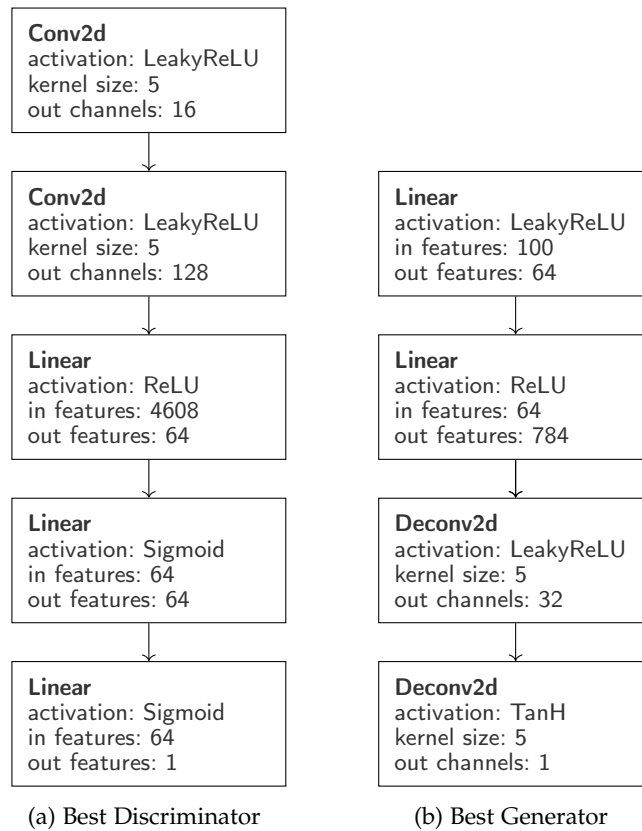 Conv2d
activation: LeakyReLU
kernel size: 5
out channels: 16
Conv2d
activation: LeakyReLU
kernel size: 5
out channels: 128
Linear
activation: ReLU
in features: 4608
out features: 64
Linear
activation: Sigmoid
in features: 64
out features: 64
Linear
activation: Sigmoid
in features: 64
out features: 1
(a) Best Discriminator
Linear
activation: LeakyReLU
in features: 100
out features: 64
Linear
activation: ReLU
in features: 64
out features: 784
Deconv2d
activation: LeakyReLU
kernel size: 5
out channels: 32
Deconv2d
activation: TanH
kernel size: 5
out channels: 1
(b) Best Generator